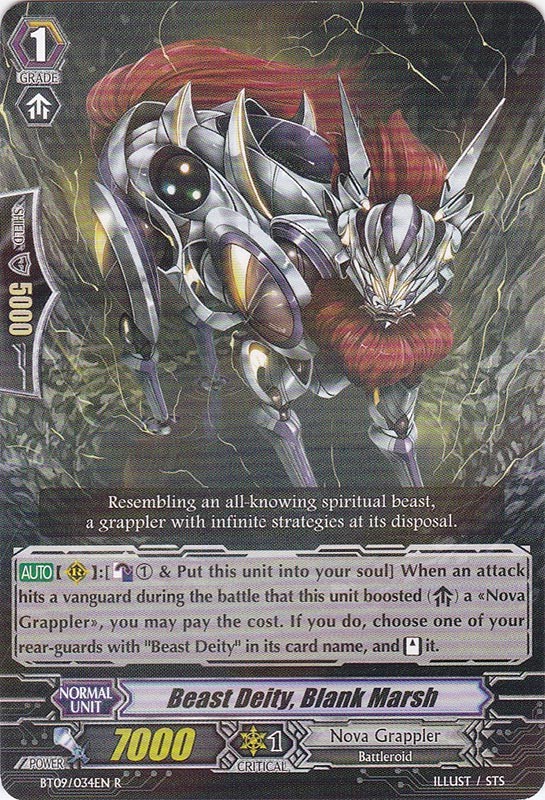 1
GRADE
SHIELD
5000
Resembling an all-knowing spiritual beast,
a grappler with infinite strategies at its disposal.
AUTO [ ]:[ ① & Put this unit into your soul] When an attack
hits a vanguard during the battle that this unit boosted ( ) a «Nova
Grappler», you may pay the cost. If you do, choose one of your
rear-guards with "Beast Deity" in its card name, and it.
NORMAL
UNIT
Beast Deity, Blank Marsh
POWER
7000
1
CRITICAL
Nova Grappler
Battleroid
BT09/034EN R
ILLUST / STS